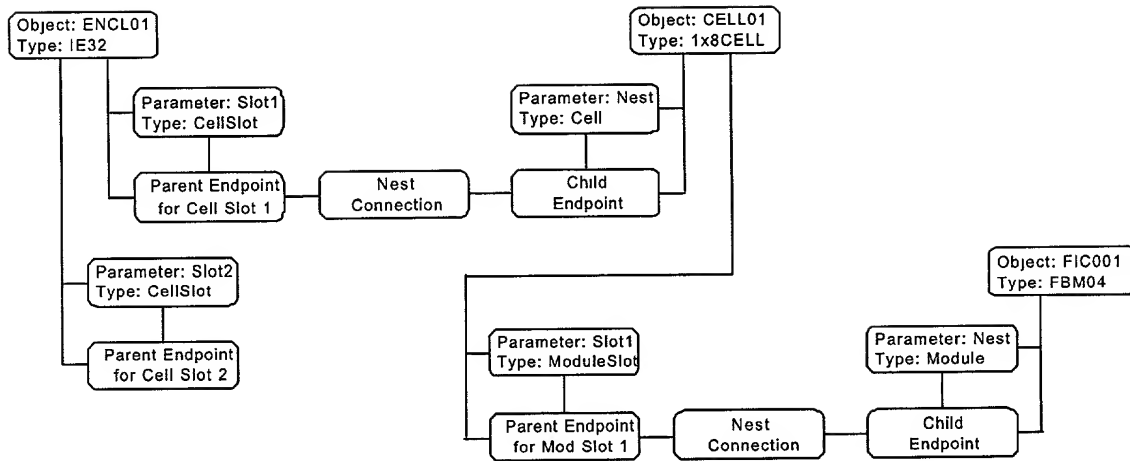 Object: ENCL01
Type: IE32
Object: CELL01
Type: 1x8CELL
Parameter: Slot1
Type: CellSlot
Parameter: Nest
Type: Cell
Parent Endpoint
for Cell Slot 1
Nest
Connection
Child
Endpoint
Parameter: Slot2
Type: CellSlot
Object: FIC001
Type: FBM04
Parent Endpoint
for Cell Slot 2
Parameter: Slot1
Type: ModuleSlot
Parameter: Nest
Type: Module
Parent Endpoint
for Mod Slot 1
Nest
Connection
Child
Endpoint